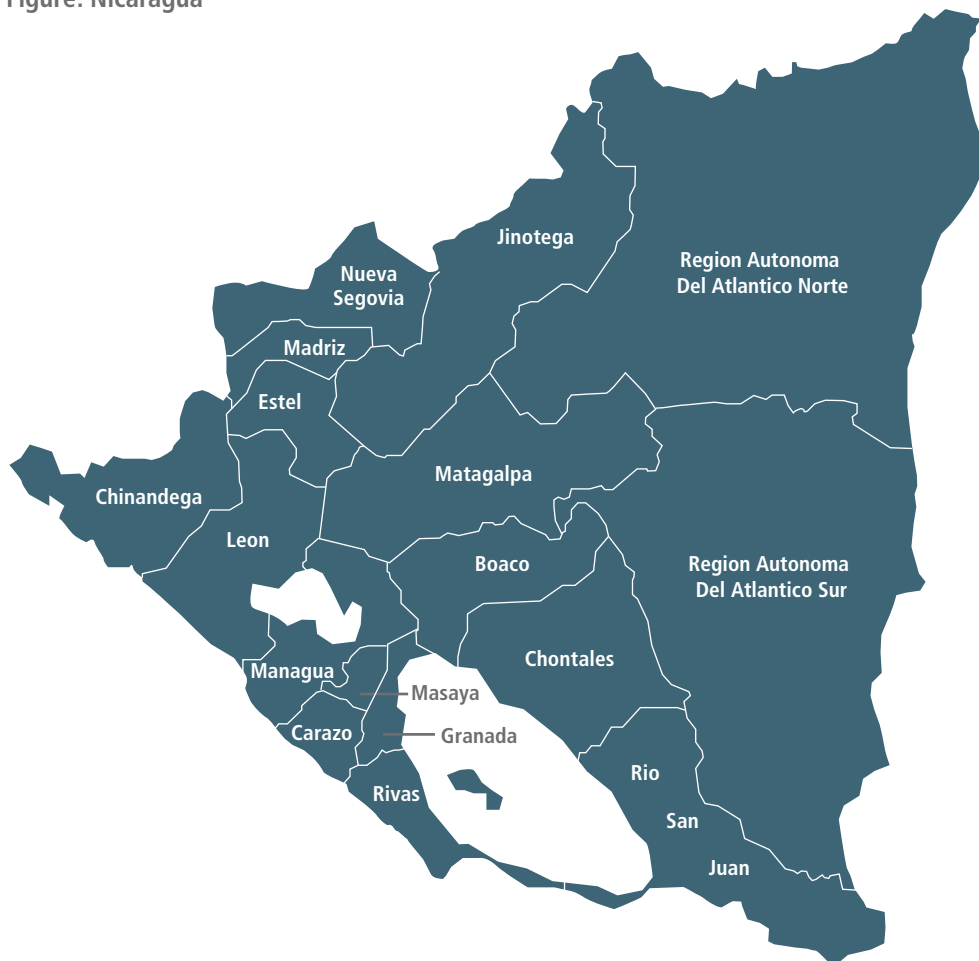 Figure: Nicaragua
Jinotega
Nueva
Segovia
Region Autonoma
Del Atlantico Norte
Madriz
Estel
Matagalpa
Chinandega
Leon
Boaco
Region Autonoma
Del Atlantico Sur
Chontales
Managua
Masaya
Carazo
Granada
Rivas
Rio
San
Juan